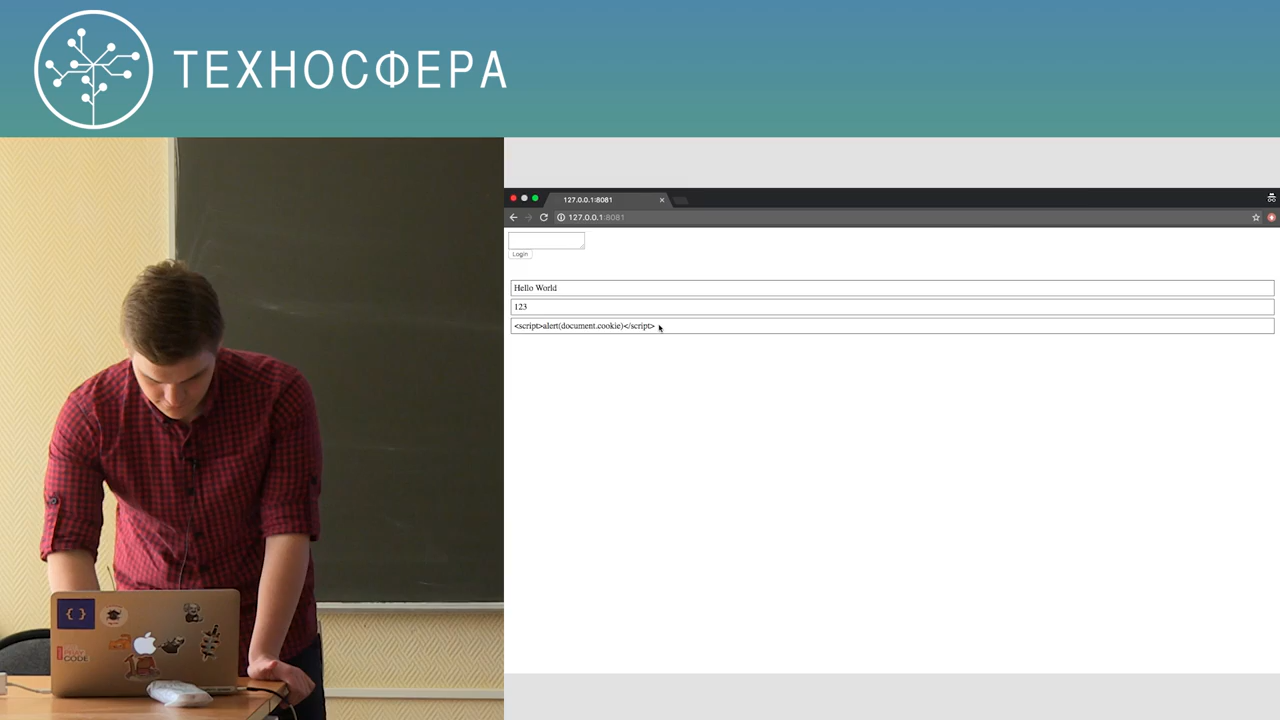 ТЕХНОСФЕРА
127.0.0.1:8081
127.0.0.1:8081
Login
Hello World
123
<script>alert(document.cookie)</script>
{ }
CODE